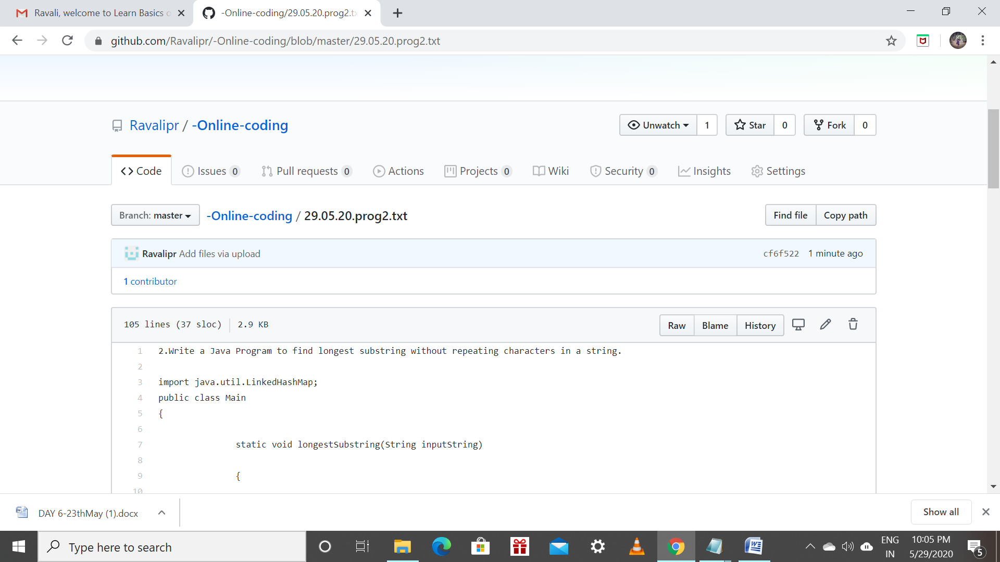 Ravali, welcome to Learn Basics o
-Online-coding/29.05.20.prog2.tx
github.com/Ravalipr/-Online-coding/blob/master/29.05.20.prog2.txt
Ravalipr / -Online-coding
Unwatch 1
Star 0
Fork 0
Code
Issues 0
Pull requests 0
Actions
Projects 0
Wiki
Security 0
Insights
Settings
Branch: master
-Online-coding / 29.05.20.prog2.txt
Find file
Copy path
Ravalipr Add files via upload
cf6f522 1 minute ago
1 contributor
105 lines (37 sloc) 2.9 KB
Raw
Blame
History
1 2.Write a Java Program to find longest substring without repeating characters in a string.
2
3 import java.util.LinkedHashMap;
4 public class Main
5 {
6
7 static void longestSubstring(String inputString)
8
9 {
10
DAY 6-23thMay (1).docx
Show all
Type here to search
ENG
IN
10:05 PM
5/29/2020
5